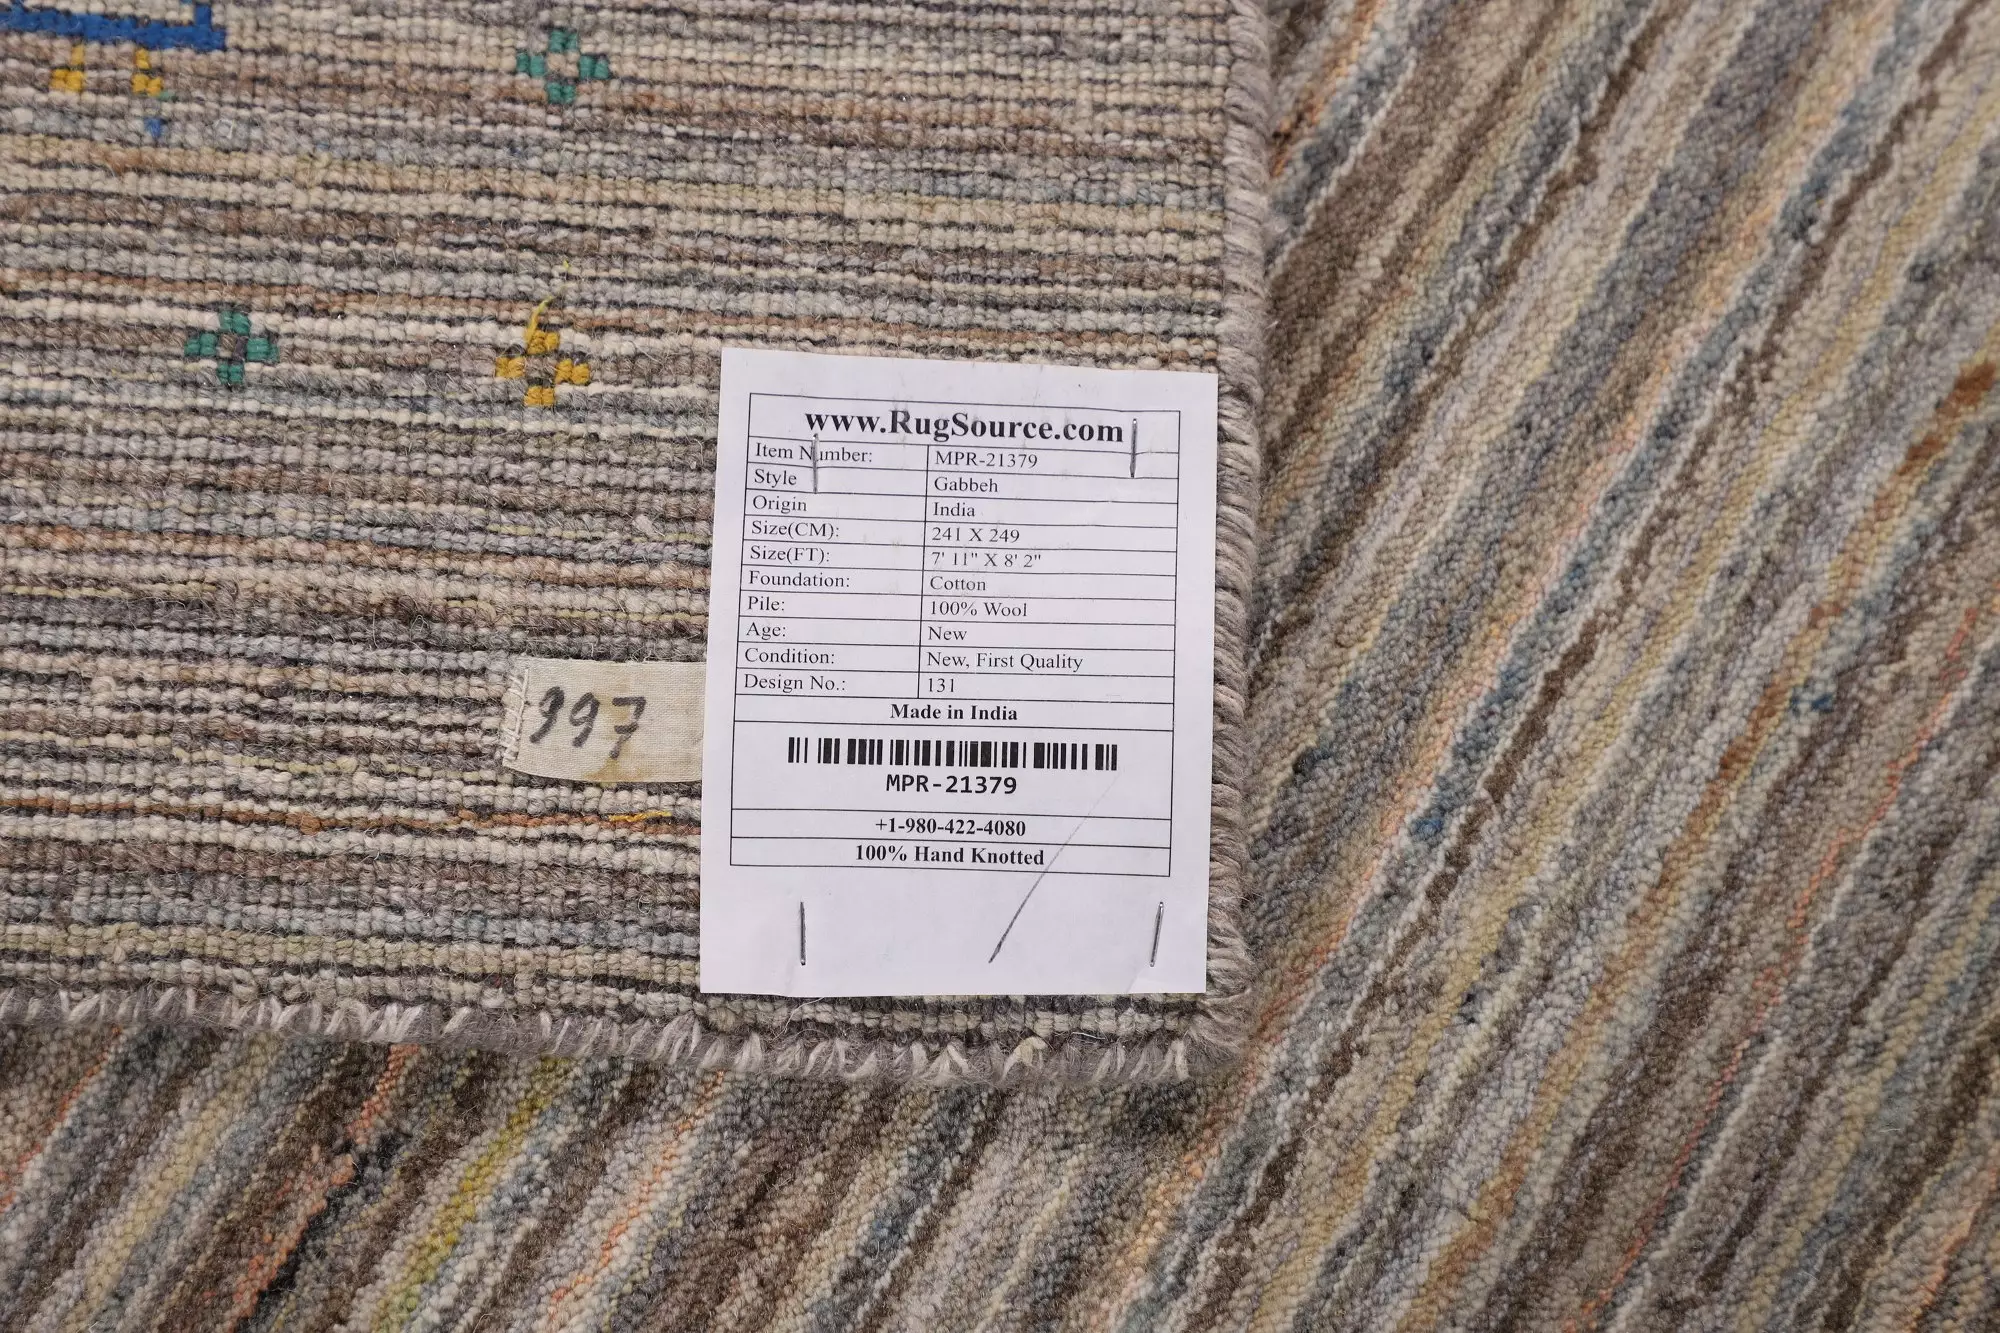 www.RugSource.com
Item Number: MPR-21379
Style Gabbeh
Origin India
Size(CM): 241 X 249
Size(FT): 7' 11" X 8' 2"
Foundation: Cotton
Pile: 100% Wool
Age: New
Condition: New, First Quality
Design No.: 131
Made in India
MPR-21379
+1-980-422-4080
100% Hand Knotted
997